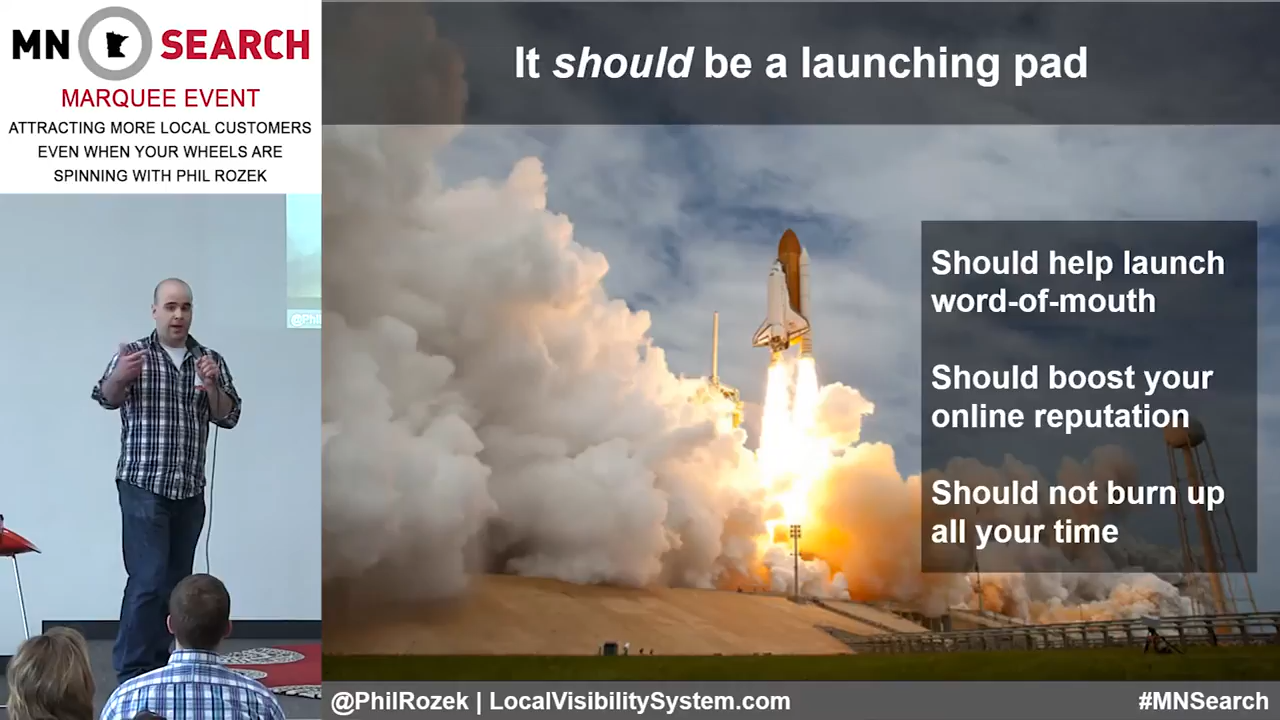 MN SEARCH
MARQUEE EVENT
ATTRACTING MORE LOCAL CUSTOMERS
EVEN WHEN YOUR WHEELS ARE
SPINNING WITH PHIL ROZEK
@Phil
It should be a launching pad
Should help launch
word-of-mouth
Should boost your
online reputation
Should not burn up
all your time
@PhilRozek | LocalVisibilitySystem.com
#MNSearch